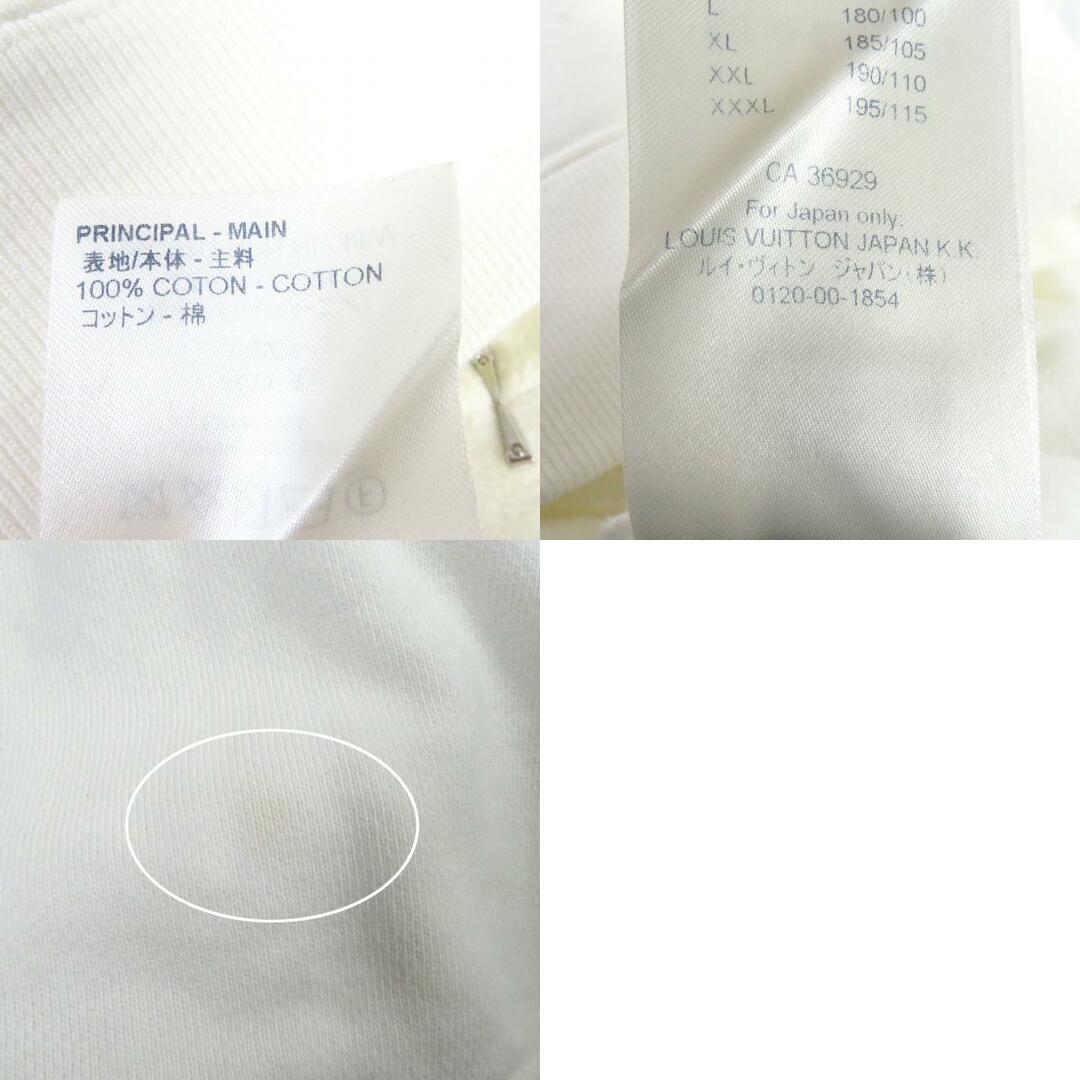 PRINCIPAL - MAIN
表地/本体 - 主料
100% COTON - COTTON
コットン - 棉
L 180/100
XL 185/105
XXL 190/110
XXXL 195/115
CA 36929
For Japan only:
LOUIS VUITTON JAPAN K.K.
ルイ・ヴィトン ジャパン(株)
0120-00-1854